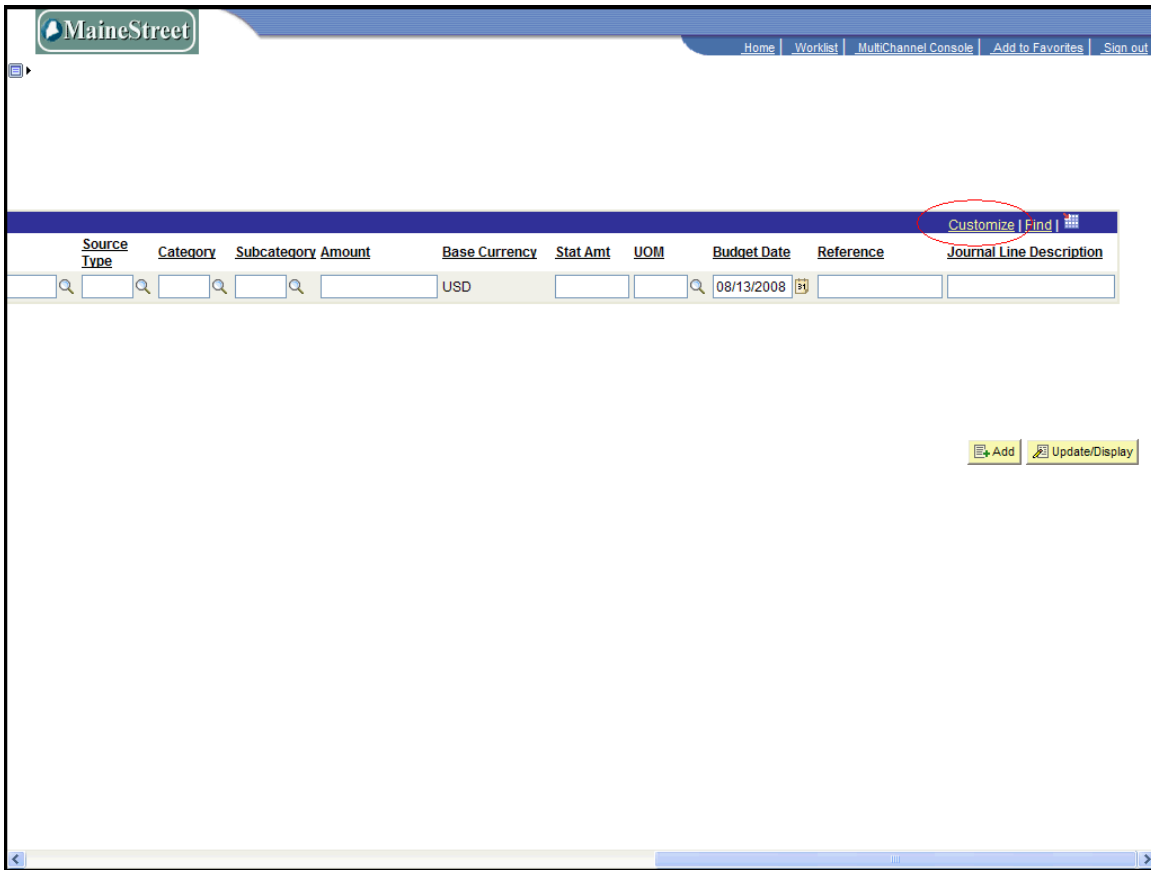 MaineStreet
Home | Worklist | MultiChannel Console | Add to Favorites | Sign out
Customize | Find |
Source Type Category Subcategory Amount Base Currency Stat Amt UOM Budget Date Reference Journal Line Description
USD 08/13/2008 31
Add Update/Display